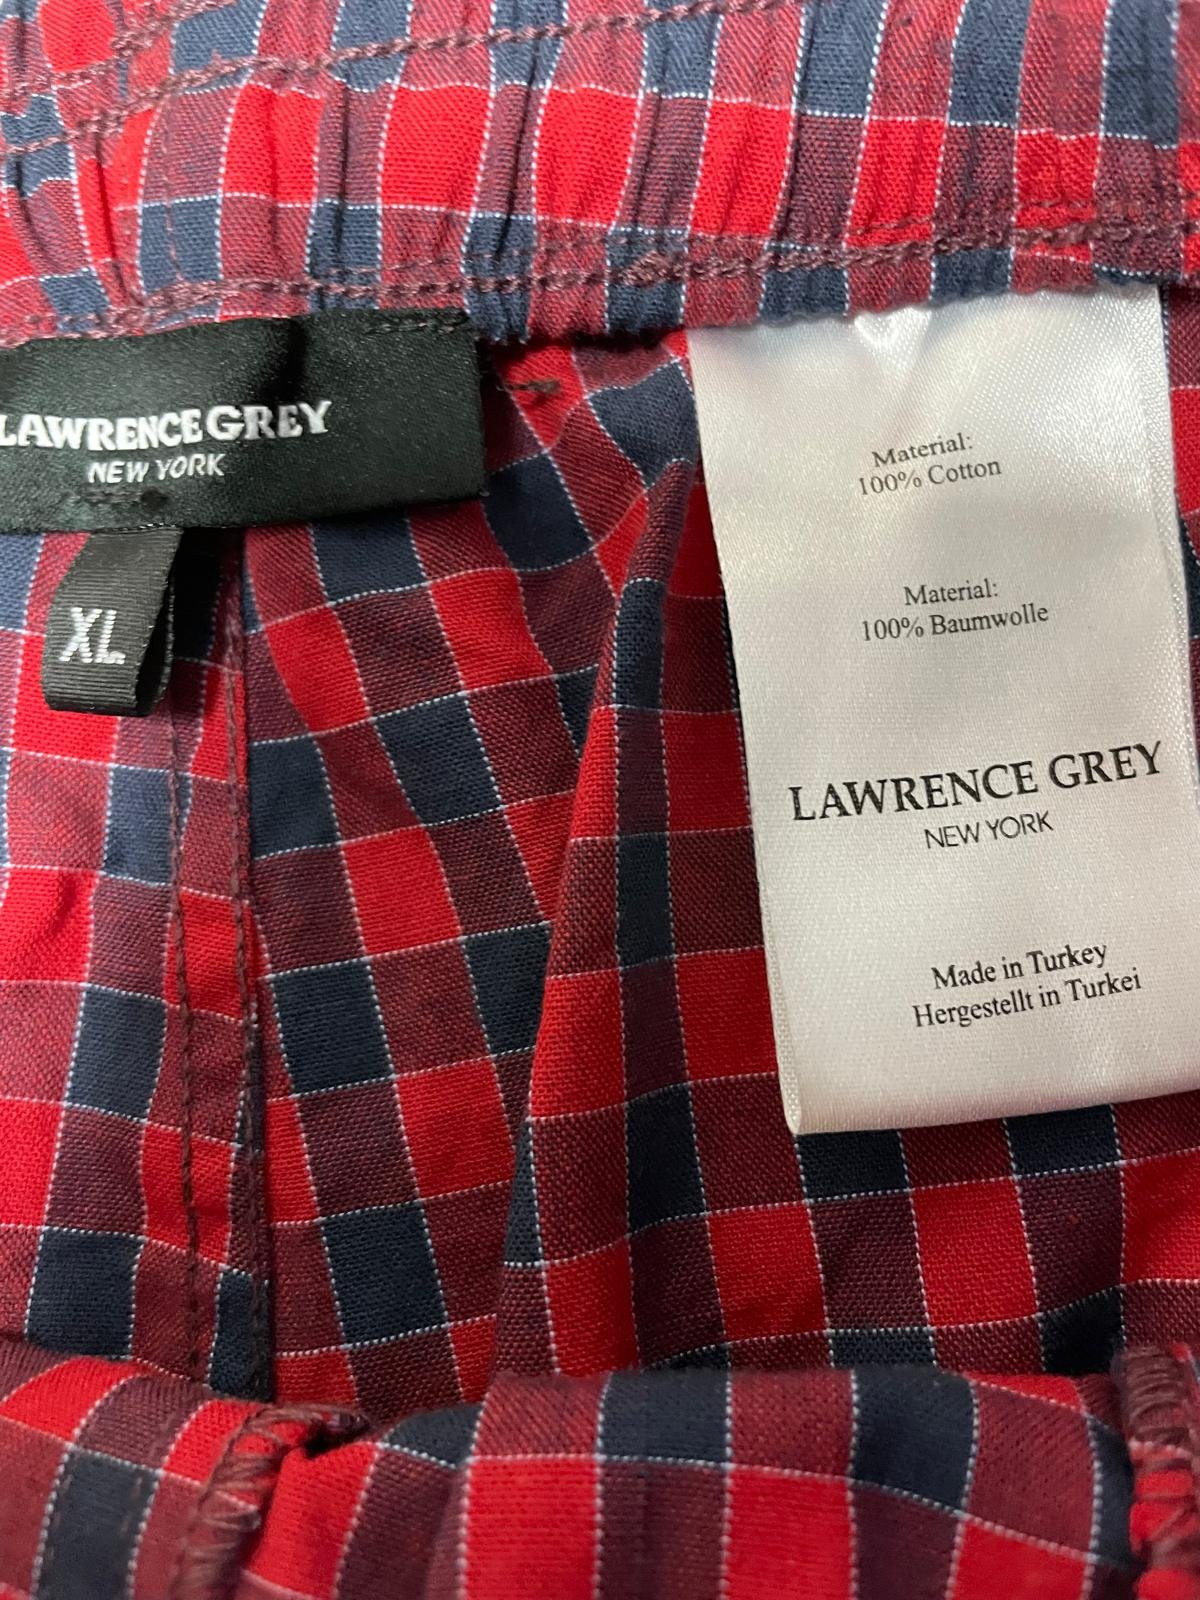 LAWRENCE GREY
NEW YORK
XL
Material:
100% Cotton
Material:
100% Baumwolle
LAWRENCE GREY
NEW YORK
Made in Turkey
Hergestellt in Turkei